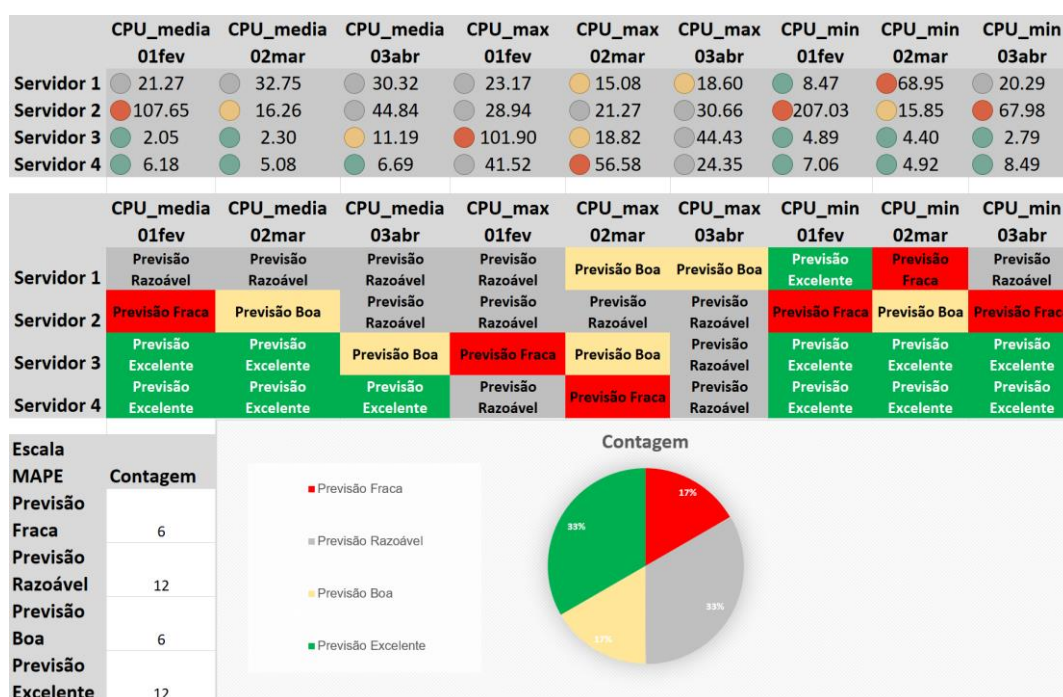 CPU_media CPU_media CPU_media CPU_max CPU_max CPU_max CPU_min CPU_min CPU_min
01fev 02mar 03abr 01fev 02mar 03abr 01fev 02mar 03abr
Servidor 1 21.27 32.75 30.32 23.17 15.08 18.60 8.47 68.95 20.29
Servidor 2 107.65 16.26 44.84 28.94 21.27 30.66 207.03 15.85 67.98
Servidor 3 2.05 2.30 11.19 101.90 18.82 44.43 4.89 4.40 2.79
Servidor 4 6.18 5.08 6.69 41.52 56.58 24.35 7.06 4.92 8.49
CPU_media CPU_media CPU_media CPU_max CPU_max CPU_max CPU_min CPU_min CPU_min
01fev 02mar 03abr 01fev 02mar 03abr 01fev 02mar 03abr
Servidor 1 Previsão Razoável Previsão Razoável Previsão Razoável Previsão Razoável Previsão Boa Previsão Boa Previsão Excelente Previsão Fraca Previsão Razoável
Servidor 2 Previsão Fraca Previsão Boa Previsão Razoável Previsão Razoável Previsão Razoável Previsão Razoável Previsão Fraca Previsão Boa Previsão Frac
Servidor 3 Previsão Excelente Previsão Excelente Previsão Boa Previsão Fraca Previsão Boa Previsão Razoável Previsão Excelente Previsão Excelente Previsão Excelente
Servidor 4 Previsão Excelente Previsão Excelente Previsão Excelente Previsão Razoável Previsão Fraca Previsão Razoável Previsão Excelente Previsão Excelente Previsão Excelente
Escala
MAPE Contagem
Previsão
Fraca 6
Previsão
Razoável 12
Previsão
Boa 6
Previsão
Excelente 12
Contagem
Previsão Fraca
Previsão Razoável
Previsão Boa
Previsão Excelente
17%
33%
33%
17%